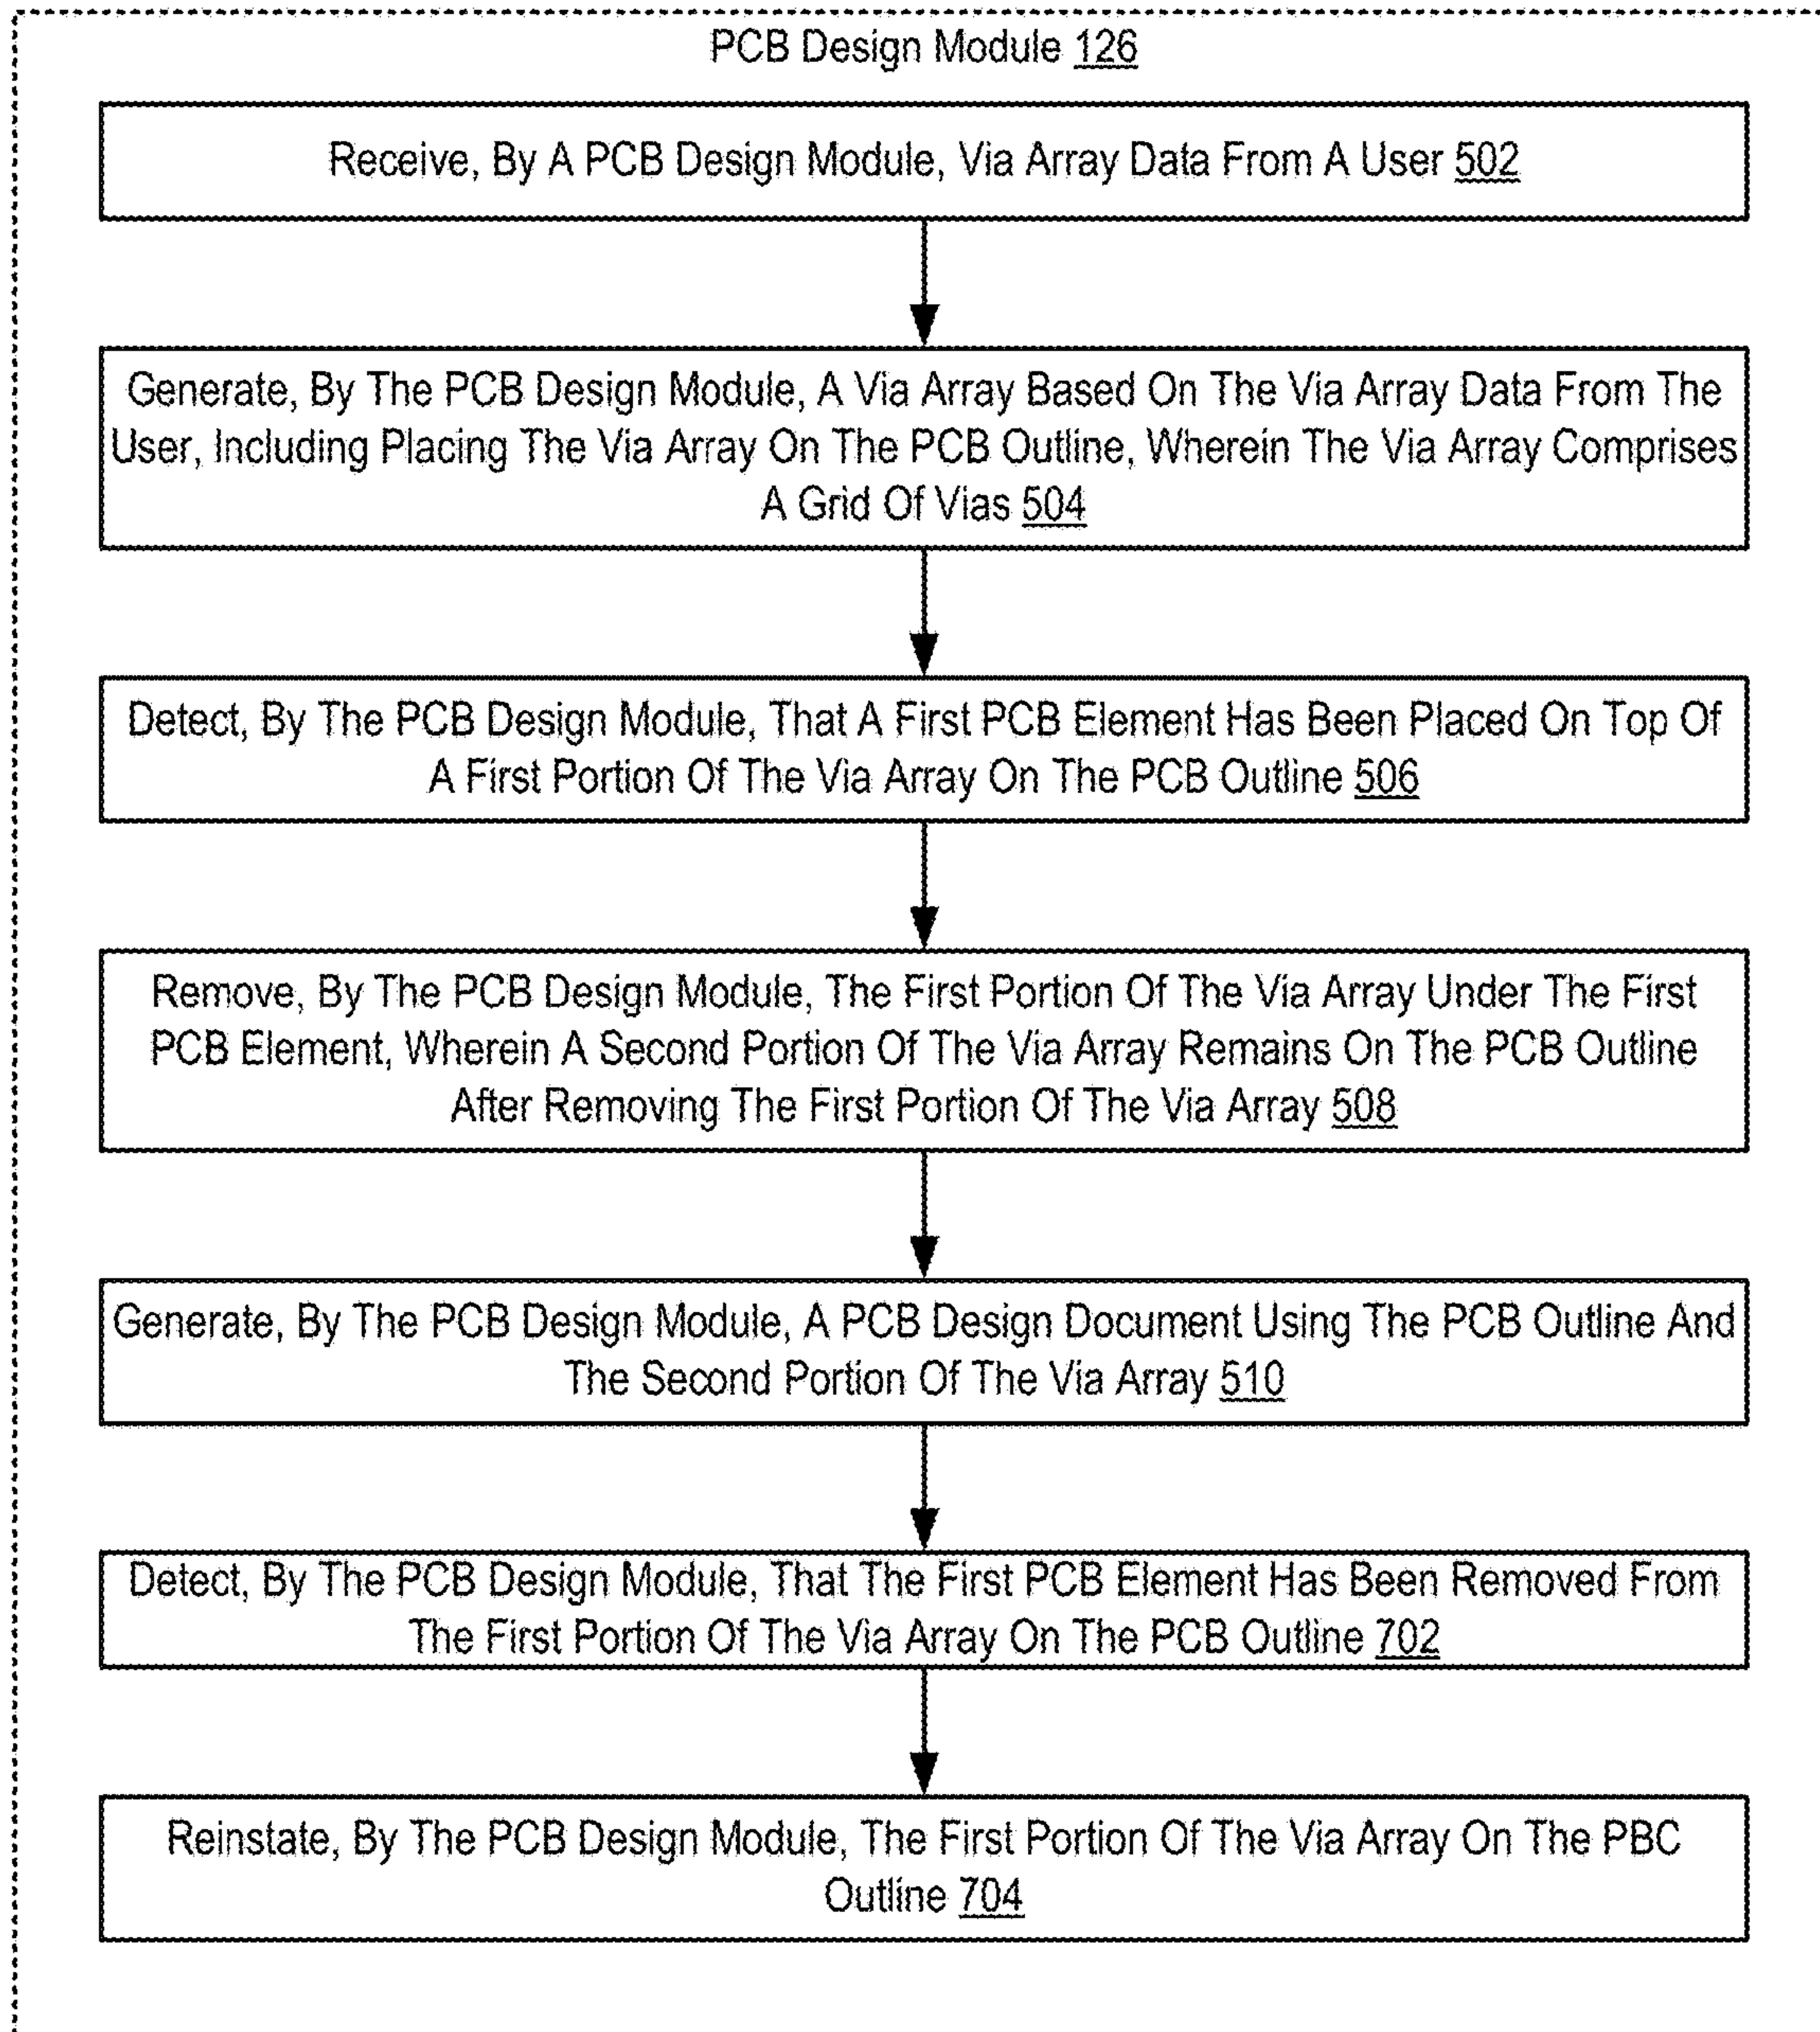 PCB Design Module 126
Receive, By A PCB Design Module, Via Array Data From A User 502
Generate, By The PCB Design Module, A Via Array Based On The Via Array Data From The
User, Including Placing The Via Array On The PCB Outline, Wherein The Via Array Comprises
A Grid Of Vias 504
Detect, By The PCB Design Module, That A First PCB Element Has Been Placed On Top Of
A First Portion Of The Via Array On The PCB Outline 506
Remove, By The PCB Design Module, The First Portion Of The Via Array Under The First
PCB Element, Wherein A Second Portion Of The Via Array Remains On The PCB Outline
After Removing The First Portion Of The Via Array 508
Generate, By The PCB Design Module, A PCB Design Document Using The PCB Outline And
The Second Portion Of The Via Array 510
Detect, By The PCB Design Module, That The First PCB Element Has Been Removed From
The First Portion Of The Via Array On The PCB Outline 702
Reinstate, By The PCB Design Module, The First Portion Of The Via Array On The PBC
Outline 704